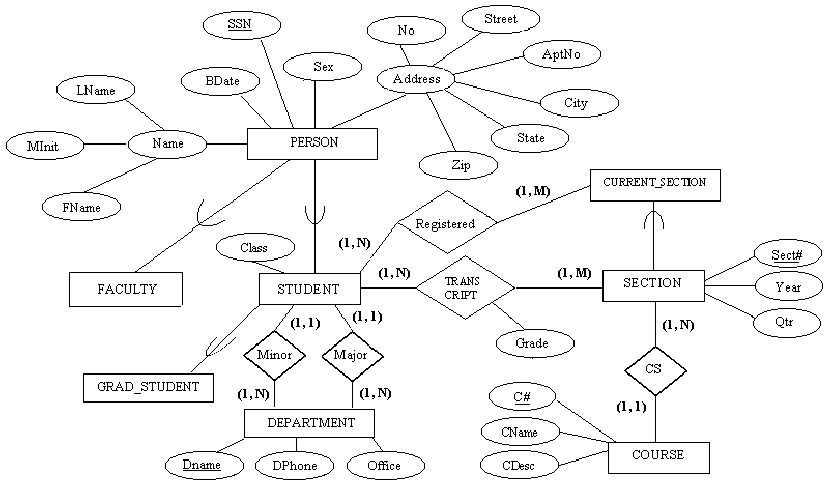 No
Street
SSN
AptNo
Sex
BDate
Address
LName
City
MInit
Name
PERSON
State
Zip
FName
CURRENT_SECTION
(1,M)
Registered
Class
(1,N)
FACULTY
STUDENT
(1,N)
TRANS
CRIPT
(1,M)
SECTION
Sect#
Year
Qtr
(1,1)
(1,1)
(1,N)
Grade
Minor
Major
CS
GRAD_STUDENT
(1,N)
(1,N)
(1,1)
C#
DEPARTMENT
CName
COURSE
Dname
DPhone
Office
CDesc